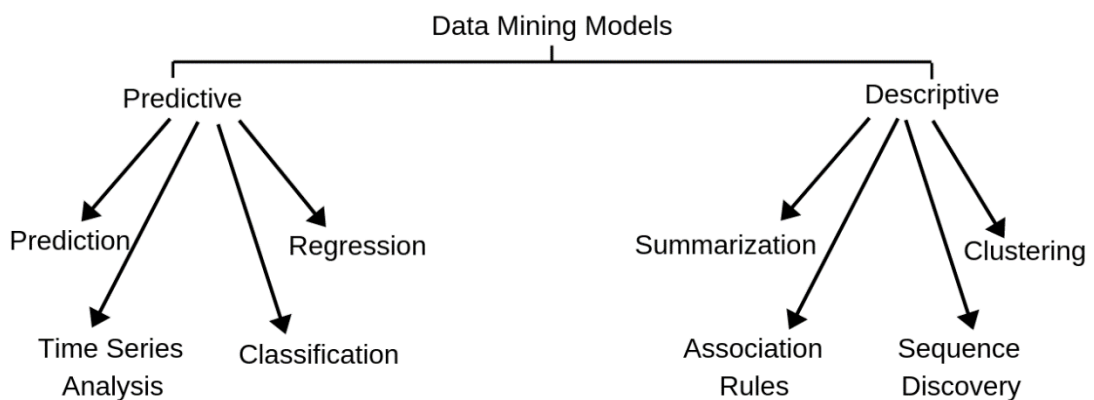 Data Mining Models
Predictive
Descriptive
Prediction
Regression
Summarization
Clustering
Time Series
Analysis
Classification
Association
Rules
Sequence
Discovery